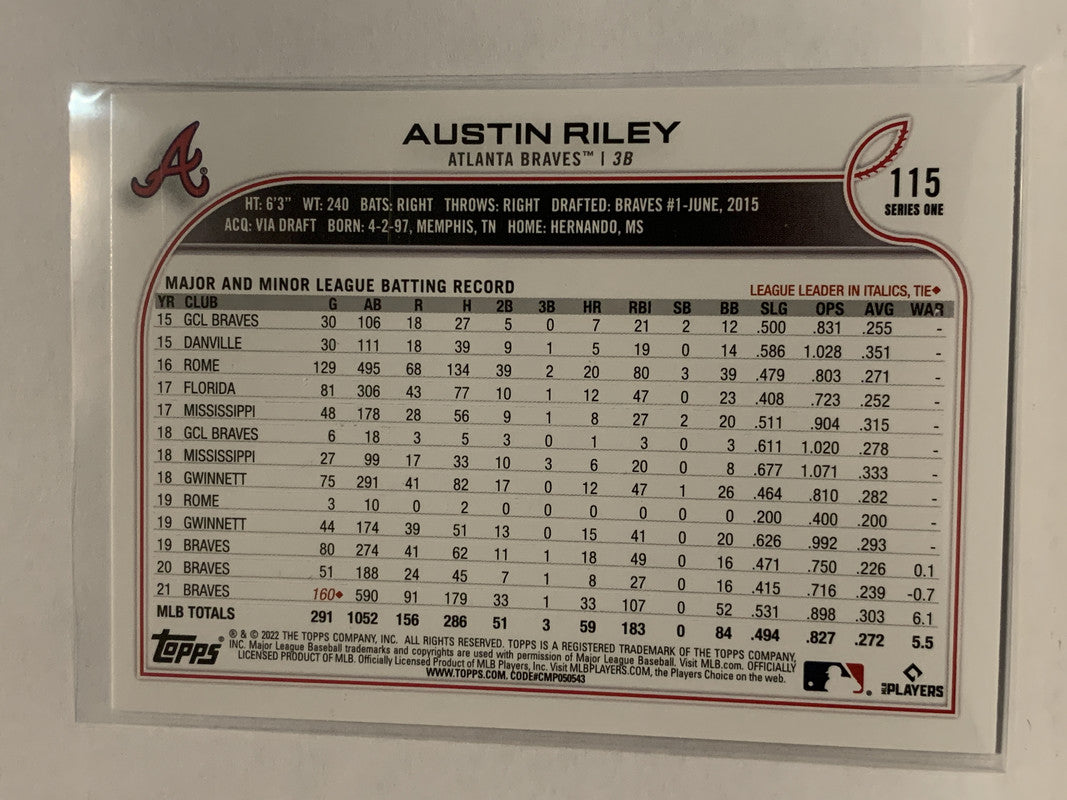 A®
AUSTIN RILEY
ATLANTA BRAVES™ | 3B
115
SERIES ONE
HT: 6'3" WT: 240 BATS: RIGHT THROWS: RIGHT DRAFTED: BRAVES #1-JUNE, 2015
ACQ: VIA DRAFT BORN: 4-2-97, MEMPHIS, TN HOME: HERNANDO, MS
MAJOR AND MINOR LEAGUE BATTING RECORD LEAGUE LEADER IN ITALICS, TIE◆
YR CLUB G AB R H 2B 3B HR RBI SB BB SLG OPS AVG WAR
15 GCL BRAVES 30 106 18 27 5 0 7 21 2 12 .500 .831 .255 -
15 DANVILLE 30 111 18 39 9 1 5 19 0 14 .586 1.028 .351 -
16 ROME 129 495 68 134 39 2 20 80 3 39 .479 .803 .271 -
17 FLORIDA 81 306 43 77 10 1 12 47 0 23 .408 .723 .252 -
17 MISSISSIPPI 48 178 28 56 9 1 8 27 2 20 .511 .904 .315 -
18 GCL BRAVES 6 18 3 5 3 0 1 3 0 3 .611 1.020 .278 -
18 MISSISSIPPI 27 99 17 33 10 3 6 20 0 8 .677 1.071 .333 -
18 GWINNETT 75 291 41 82 17 0 12 47 1 26 .464 .810 .282 -
19 ROME 3 10 0 2 0 0 0 0 0 0 .200 .400 .200 -
19 GWINNETT 44 174 39 51 13 0 15 41 0 20 .626 .992 .293 -
19 BRAVES 80 274 41 62 11 1 18 49 0 16 .471 .750 .226 0.1
20 BRAVES 51 188 24 45 7 1 8 27 0 16 .415 .716 .239 -0.7
21 BRAVES 160◆ 590 91 179 33 1 33 107 0 52 .531 .898 .303 6.1
MLB TOTALS 291 1052 156 286 51 3 59 183 0 84 .494 .827 .272 5.5
Topps®
® & © 2022 THE TOPPS COMPANY, INC. ALL RIGHTS RESERVED. TOPPS IS A REGISTERED TRADEMARK OF THE TOPPS COMPANY,
INC. Major League Baseball trademarks and copyrights are used with permission of Major League Baseball. Visit MLB.com. OFFICIALLY
LICENSED PRODUCT OF MLB. Officially Licensed Product of MLB Players, Inc. Visit MLBPLAYERS.COM, the Players Choice on the web.
WWW.TOPPS.COM. CODE#CMP050543
MLB PLAYERS